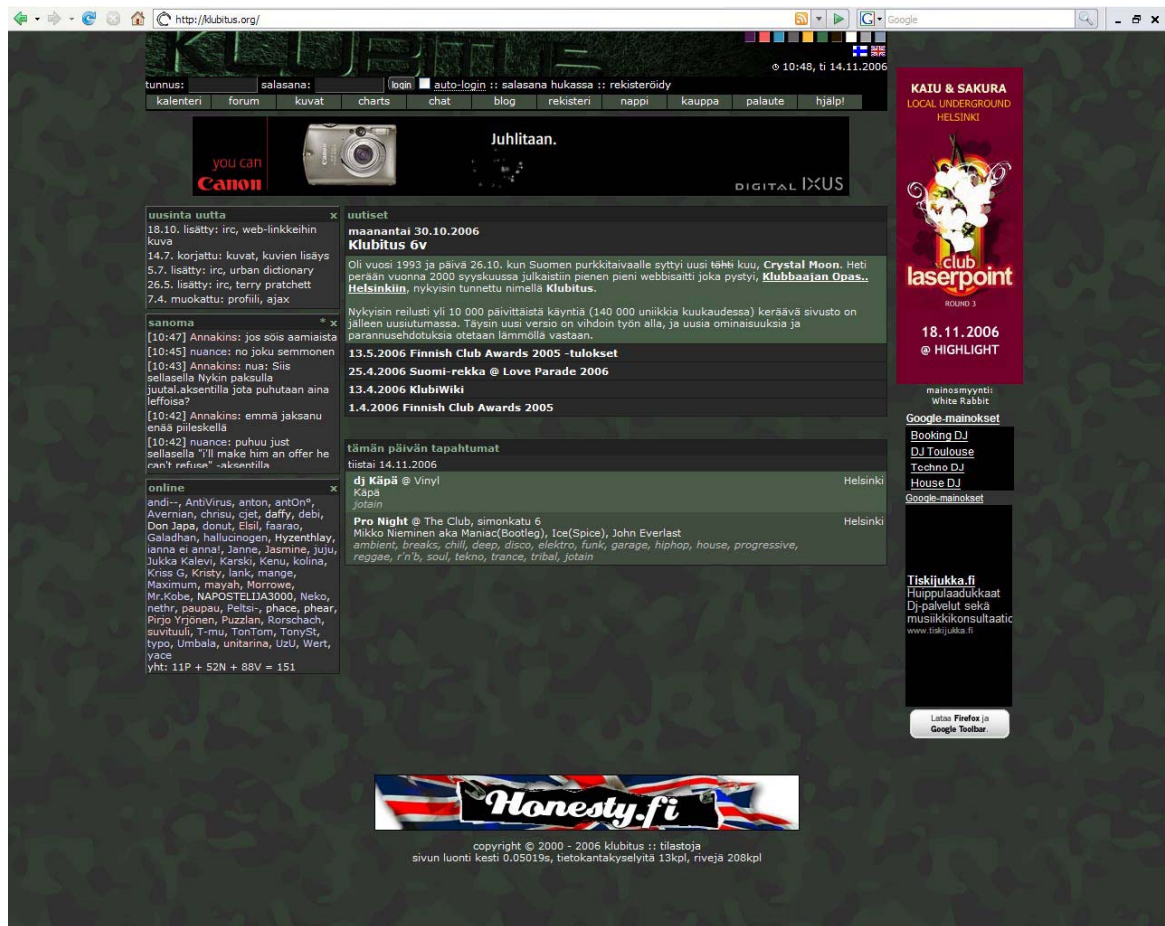 http://klubitus.org/
Google
KLUBITUS
10:48, ti 14.11.2006
tunnus: salasana: login auto-login :: salasana hukassa :: rekisteröidy
kalenteri forum kuvat charts chat blog rekisteri nappi kauppa palaute hjälp!
you can
Canon
Juhlitaan.
DIGITAL IXUS
uusinta uutta x
18.10. lisätty: irc, web-linkkeihin
kuva
14.7. korjattu: kuvat, kuvien lisäys
5.7. lisätty: irc, urban dictionary
26.5. lisätty: irc, terry pratchett
7.4. muokattu: profiili, ajax
sanoma * x
[10:47] Annakins: jos söis aamiaista
[10:45] nuance: no joku semmonen
[10:43] Annakins: nua: Siis
sellasella Nykin paksulla
juutal.aksentilla jota puhutaan aina
leffoisa?
[10:42] Annakins: emmä jaksanu
enää piileskellä
[10:42] nuance: puhuu just
sellasella "i'll make him an offer he
can't refuse" -aksentilla
online x
andi--, AntiVirus, anton, antOn°,
Avernian, chrisu, cjet, daffy, debi,
Don Japa, donut, Elsil, faarao,
Galadhan, hallucinogen, Hyzenthlay,
ianna ei anna!, Janne, Jasmine, juju,
Jukka Kalevi, Karski, Kenu, kolina,
Kriss G, Kristy, lank, mange,
Maximum, mayah, Morrowe,
Mr.Kobe, NAPOSTELIJA3000, Neko,
nethr, paupau, Peltsi-, phace, phear,
Pirjo Yrjönen, Puzzlan, Rorschach,
suvituuli, T-mu, TonTom, TonySt,
typo, Umbala, unitarina, UzU, Wert,
yace
yht: 11P + 52N + 88V = 151
uutiset
maanantai 30.10.2006
Klubitus 6v
Oli vuosi 1993 ja päivä 26.10. kun Suomen purkkitaivaalle syttyi uusi tähti kuu, Crystal Moon. Heti
perään vuonna 2000 syyskuussa julkaistiin pienen pieni webbisaitti joka pystyi, Klubbaajan Opas..
Helsinkiin, nykyisin tunnettu nimellä Klubitus.
Nykyisin reilusti yli 10 000 päivittäistä käyntiä (140 000 uniikkia kuukaudessa) keräävä sivusto on
jälleen uusiutumassa. Täysin uusi versio on vihdoin työn alla, ja uusia ominaisuuksia ja
parannusehdotuksia otetaan lämmöllä vastaan.
13.5.2006 Finnish Club Awards 2005 -tulokset
25.4.2006 Suomi-rekka @ Love Parade 2006
13.4.2006 KlubiWiki
1.4.2006 Finnish Club Awards 2005
tämän päivän tapahtumat
tiistai 14.11.2006
dj Käpä @ Vinyl Helsinki
Käpä
jotain
Pro Night @ The Club, simonkatu 6 Helsinki
Mikko Nieminen aka Maniac(Bootleg), Ice(Spice), John Everlast
ambient, breaks, chill, deep, disco, elektro, funk, garage, hiphop, house, progressive,
reggae, r'n'b, soul, tekno, trance, tribal, jotain
KAIU & SAKURA
LOCAL UNDERGROUND
HELSINKI
club
laserpoint
ROUND 3
18.11.2006
@ HIGHLIGHT
mainosmyynti:
White Rabbit
Google-mainokset
Booking DJ
DJ Toulouse
Techno DJ
House DJ
Google-mainokset
Tiskijukka.fi
Huippulaadukkaat
Dj-palvelut sekä
musiikkikonsultaatio
www.tiskijukka.fi
Lataa Firefox ja
Google Toolbar.
Honesty.fi
copyright © 2000 - 2006 klubitus :: tilastoja
sivun luonti kesti 0.05019s, tietokantakyselyitä 13kpl, rivejä 208kpl